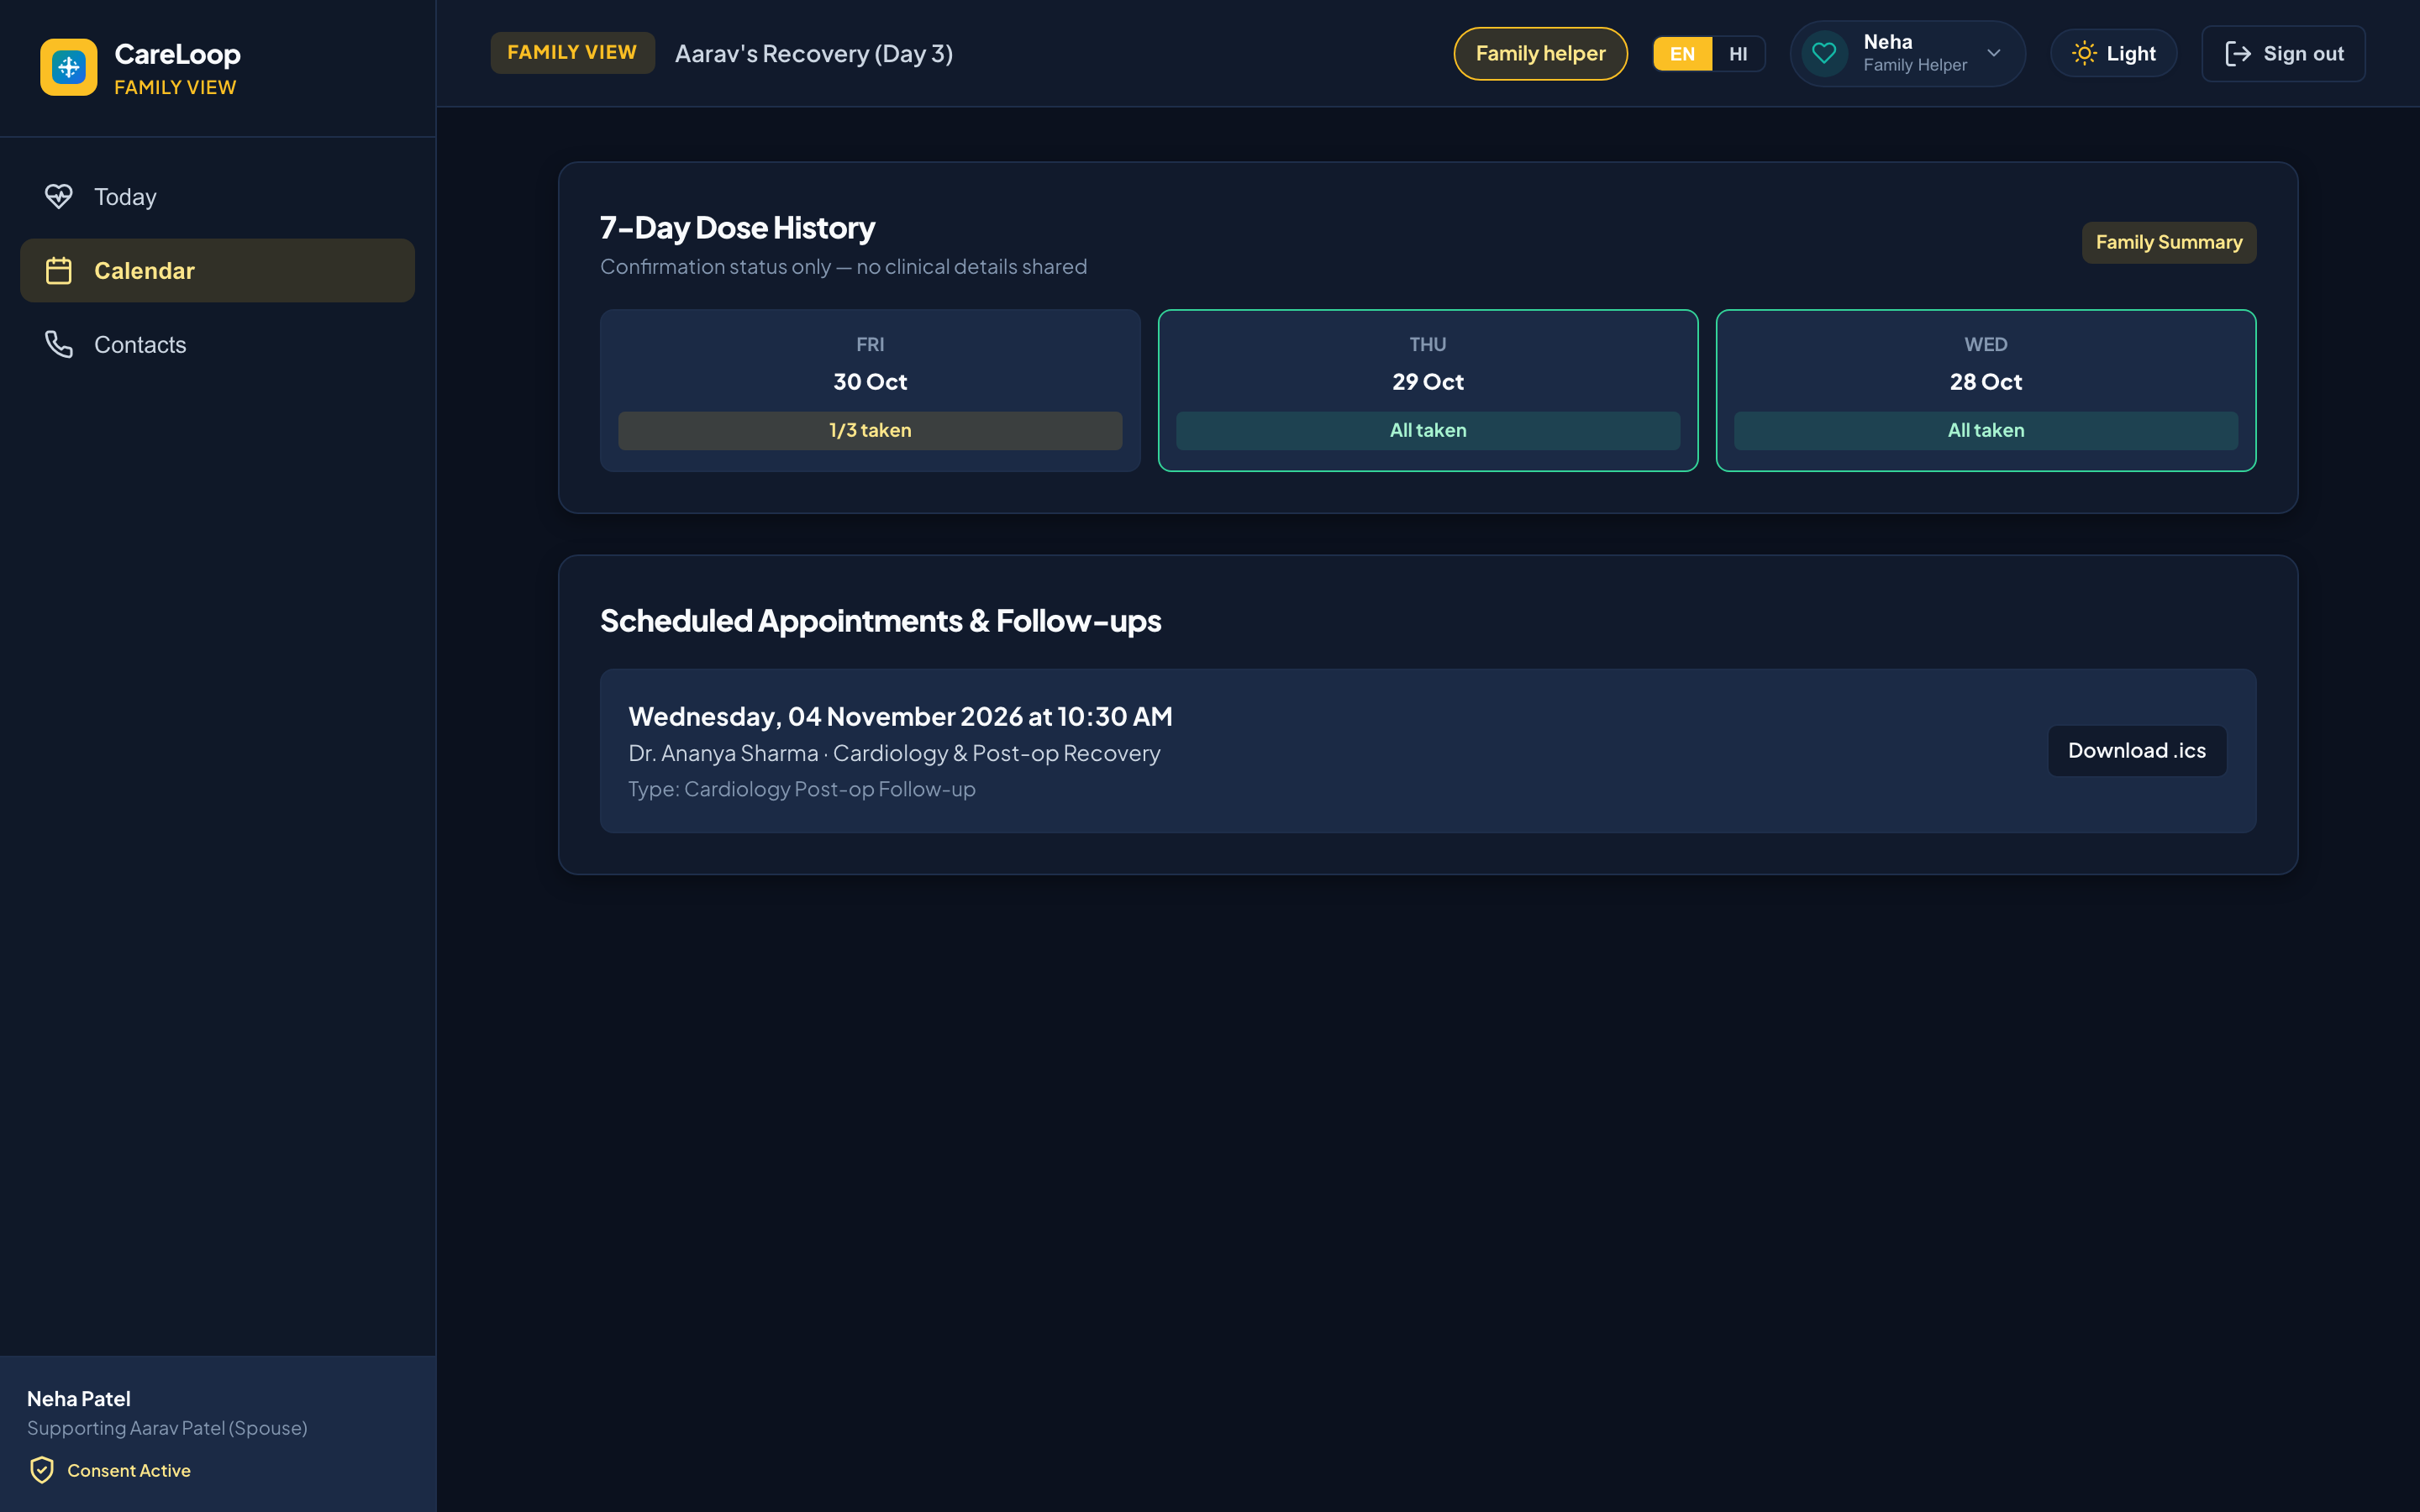 CareLoop
FAMILY VIEW
Today
Calendar
Contacts
Neha Patel
Supporting Aarav Patel (Spouse)
Consent Active
FAMILY VIEW
Aarav's Recovery (Day 3)
Family helper
EN
HI
Neha
Family Helper
Light
Sign out
7-Day Dose History
Confirmation status only — no clinical details shared
Family Summary
FRI
30 Oct
1/3 taken
THU
29 Oct
All taken
WED
28 Oct
All taken
Scheduled Appointments & Follow-ups
Wednesday, 04 November 2026 at 10:30 AM
Dr. Ananya Sharma · Cardiology & Post-op Recovery
Type: Cardiology Post-op Follow-up
Download .ics